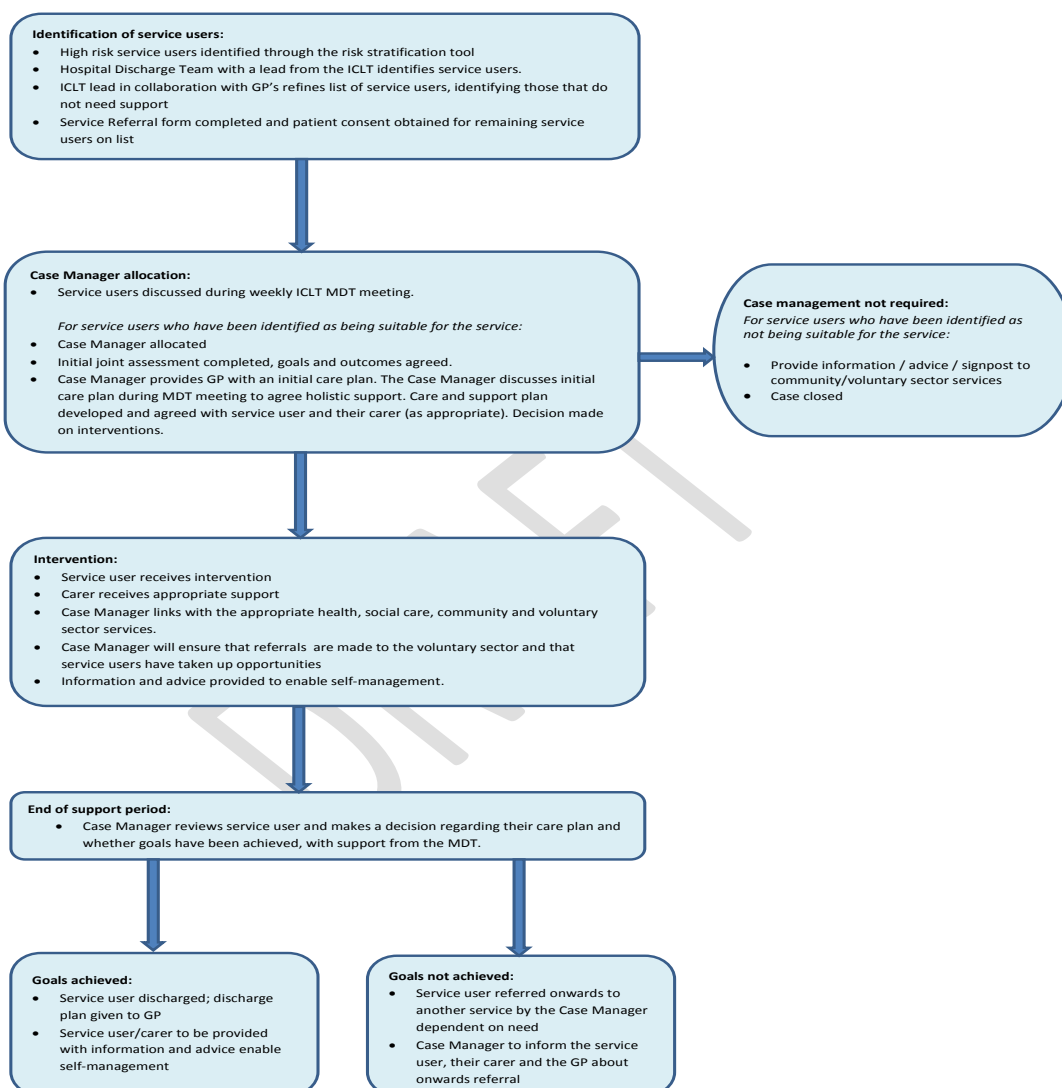 Identification of service users:
• High risk service users identified through the risk stratification tool
• Hospital Discharge Team with a lead from the ICLT identifies service users.
• ICLT lead in collaboration with GP's refines list of service users, identifying those that do
not need support
• Service Referral form completed and patient consent obtained for remaining service
users on list
Case Manager allocation:
• Service users discussed during weekly ICLT MDT meeting.
For service users who have been identified as being suitable for the service:
• Case Manager allocated
• Initial joint assessment completed, goals and outcomes agreed.
• Case Manager provides GP with an initial care plan. The Case Manager discusses initial
care plan during MDT meeting to agree holistic support. Care and support plan
developed and agreed with service user and their carer (as appropriate). Decision made
on interventions.
Case management not required:
For service users who have been identified as
not being suitable for the service:
• Provide information / advice / signpost to
community/voluntary sector services
• Case closed
Intervention:
• Service user receives intervention
• Carer receives appropriate support
• Case Manager links with the appropriate health, social care, community and voluntary
sector services.
• Case Manager will ensure that referrals are made to the voluntary sector and that
service users have taken up opportunities
• Information and advice provided to enable self-management.
DRAFT
End of support period:
• Case Manager reviews service user and makes a decision regarding their care plan and
whether goals have been achieved, with support from the MDT.
Goals achieved:
• Service user discharged; discharge
plan given to GP
• Service user/carer to be provided
with information and advice enable
self-management
Goals not achieved:
• Service user referred onwards to
another service by the Case Manager
dependent on need
• Case Manager to inform the service
user, their carer and the GP about
onwards referral